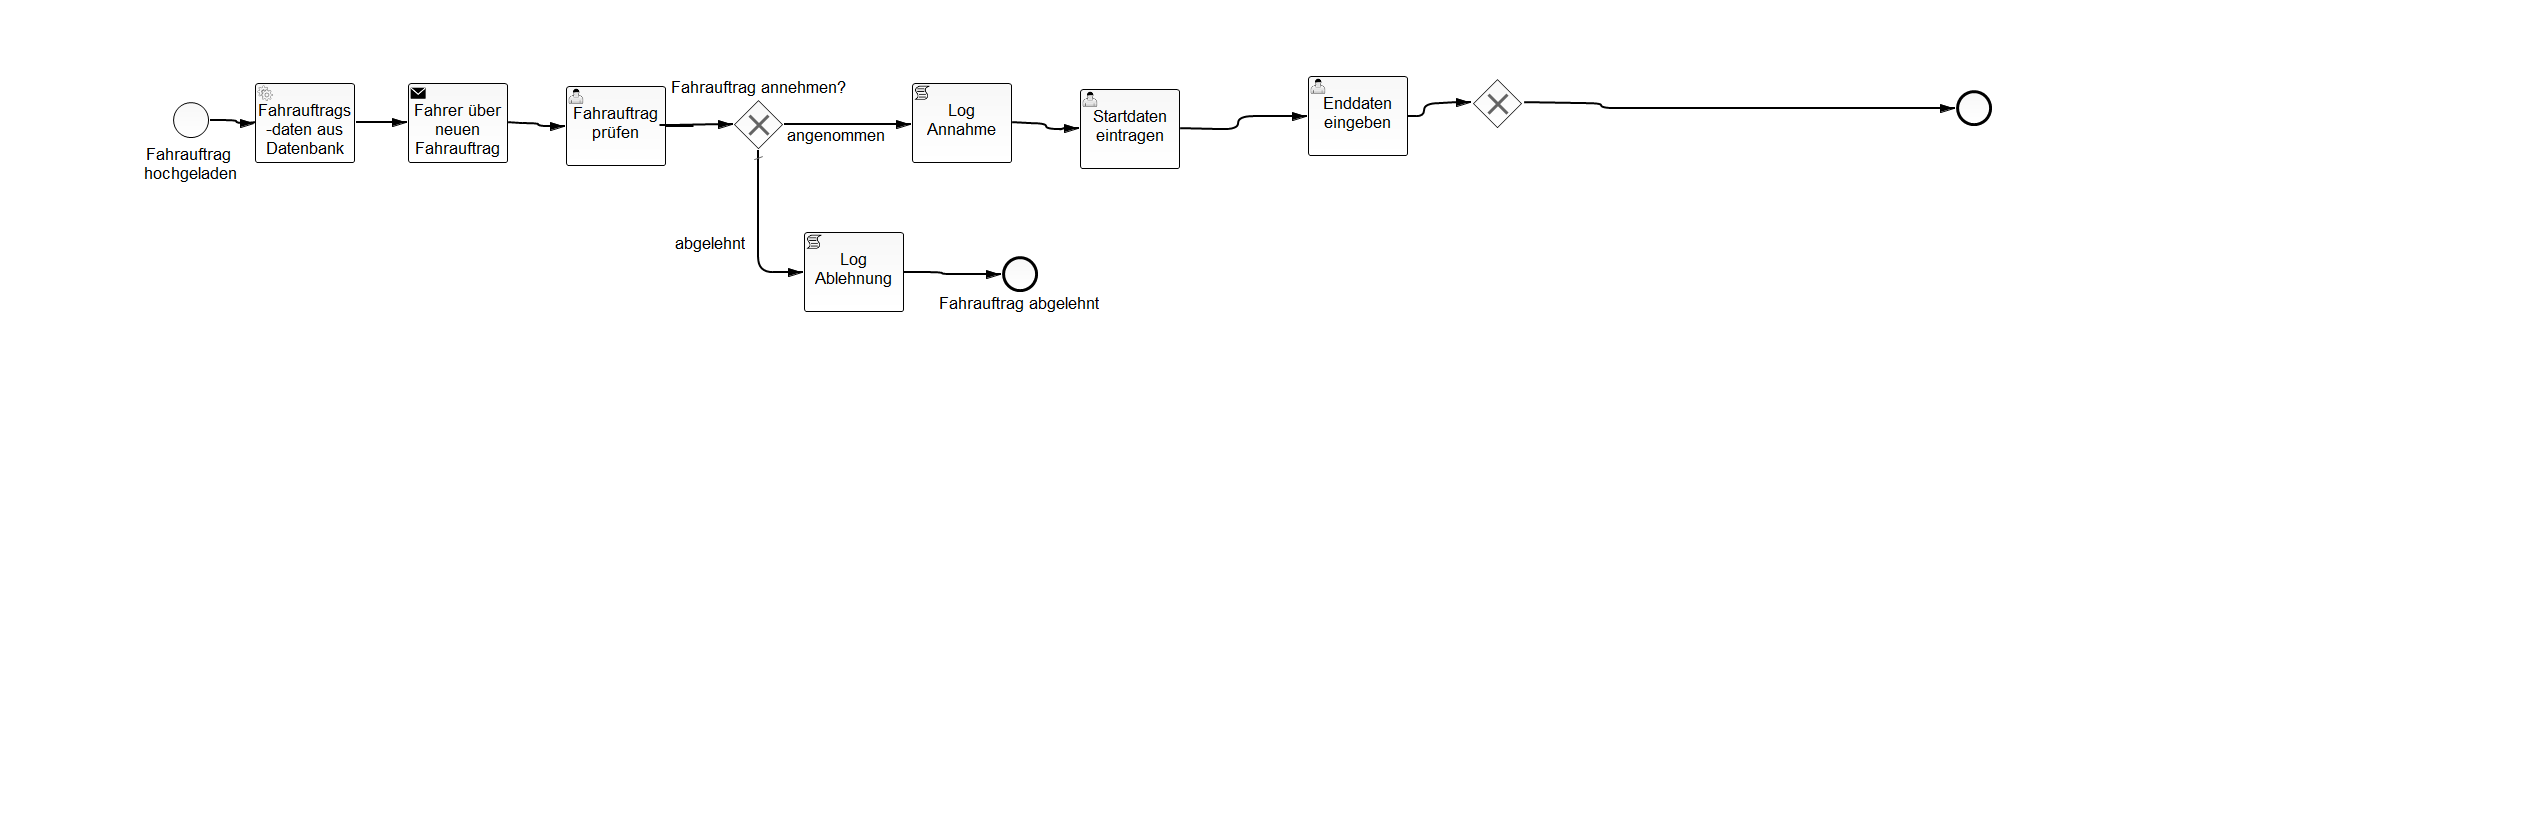 Fahrauftrag
hochgeladen
Fahrauftrags
-daten aus
Datenbank
Fahrer über
neuen
Fahrauftrag
Fahrauftrag
prüfen
Fahrauftrag annehmen?
angenommen
abgelehnt
Log
Annahme
Startdaten
eintragen
Enddaten
eingeben
Log
Ablehnung
Fahrauftrag abgelehnt